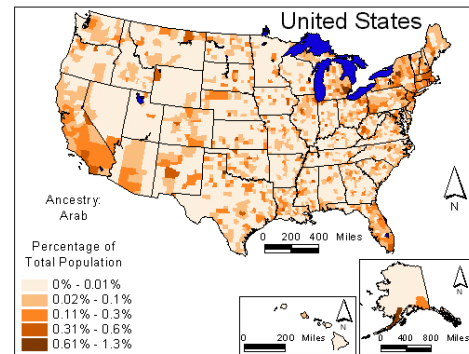 United States
Ancestry:
Arab
Percentage of
Total Population
0% - 0.01%
0.02% - 0.1%
0.11% - 0.3%
0.31% - 0.6%
0.61% - 1.3%
N
0 200 400 Miles
N
0 200 Miles
N
0 400 800 Miles